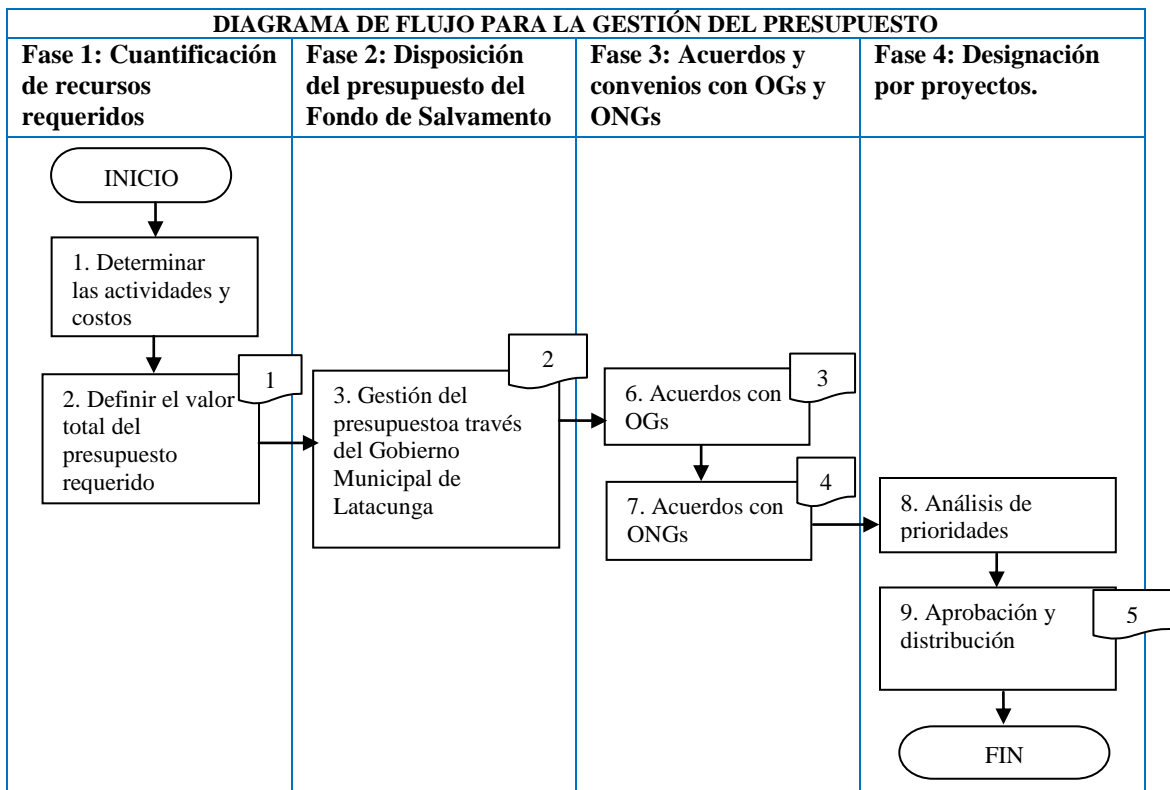 DIAGRAMA DE FLUJO PARA LA GESTIÓN DEL PRESUPUESTO
Fase 1: Cuantificación
de recursos
requeridos
Fase 2: Disposición
del presupuesto del
Fondo de Salvamento
Fase 3: Acuerdos y
convenios con OGs y
ONGs
Fase 4: Designación
por proyectos.
INICIO
1. Determinar
las actividades y
costos
1
2. Definir el valor
total del
presupuesto
requerido
2
3. Gestión del
presupuestoa través
del Gobierno
Municipal de
Latacunga
3
6. Acuerdos con
OGs
4
7. Acuerdos con
ONGs
8. Análisis de
prioridades
9. Aprobación y
distribución
5
FIN